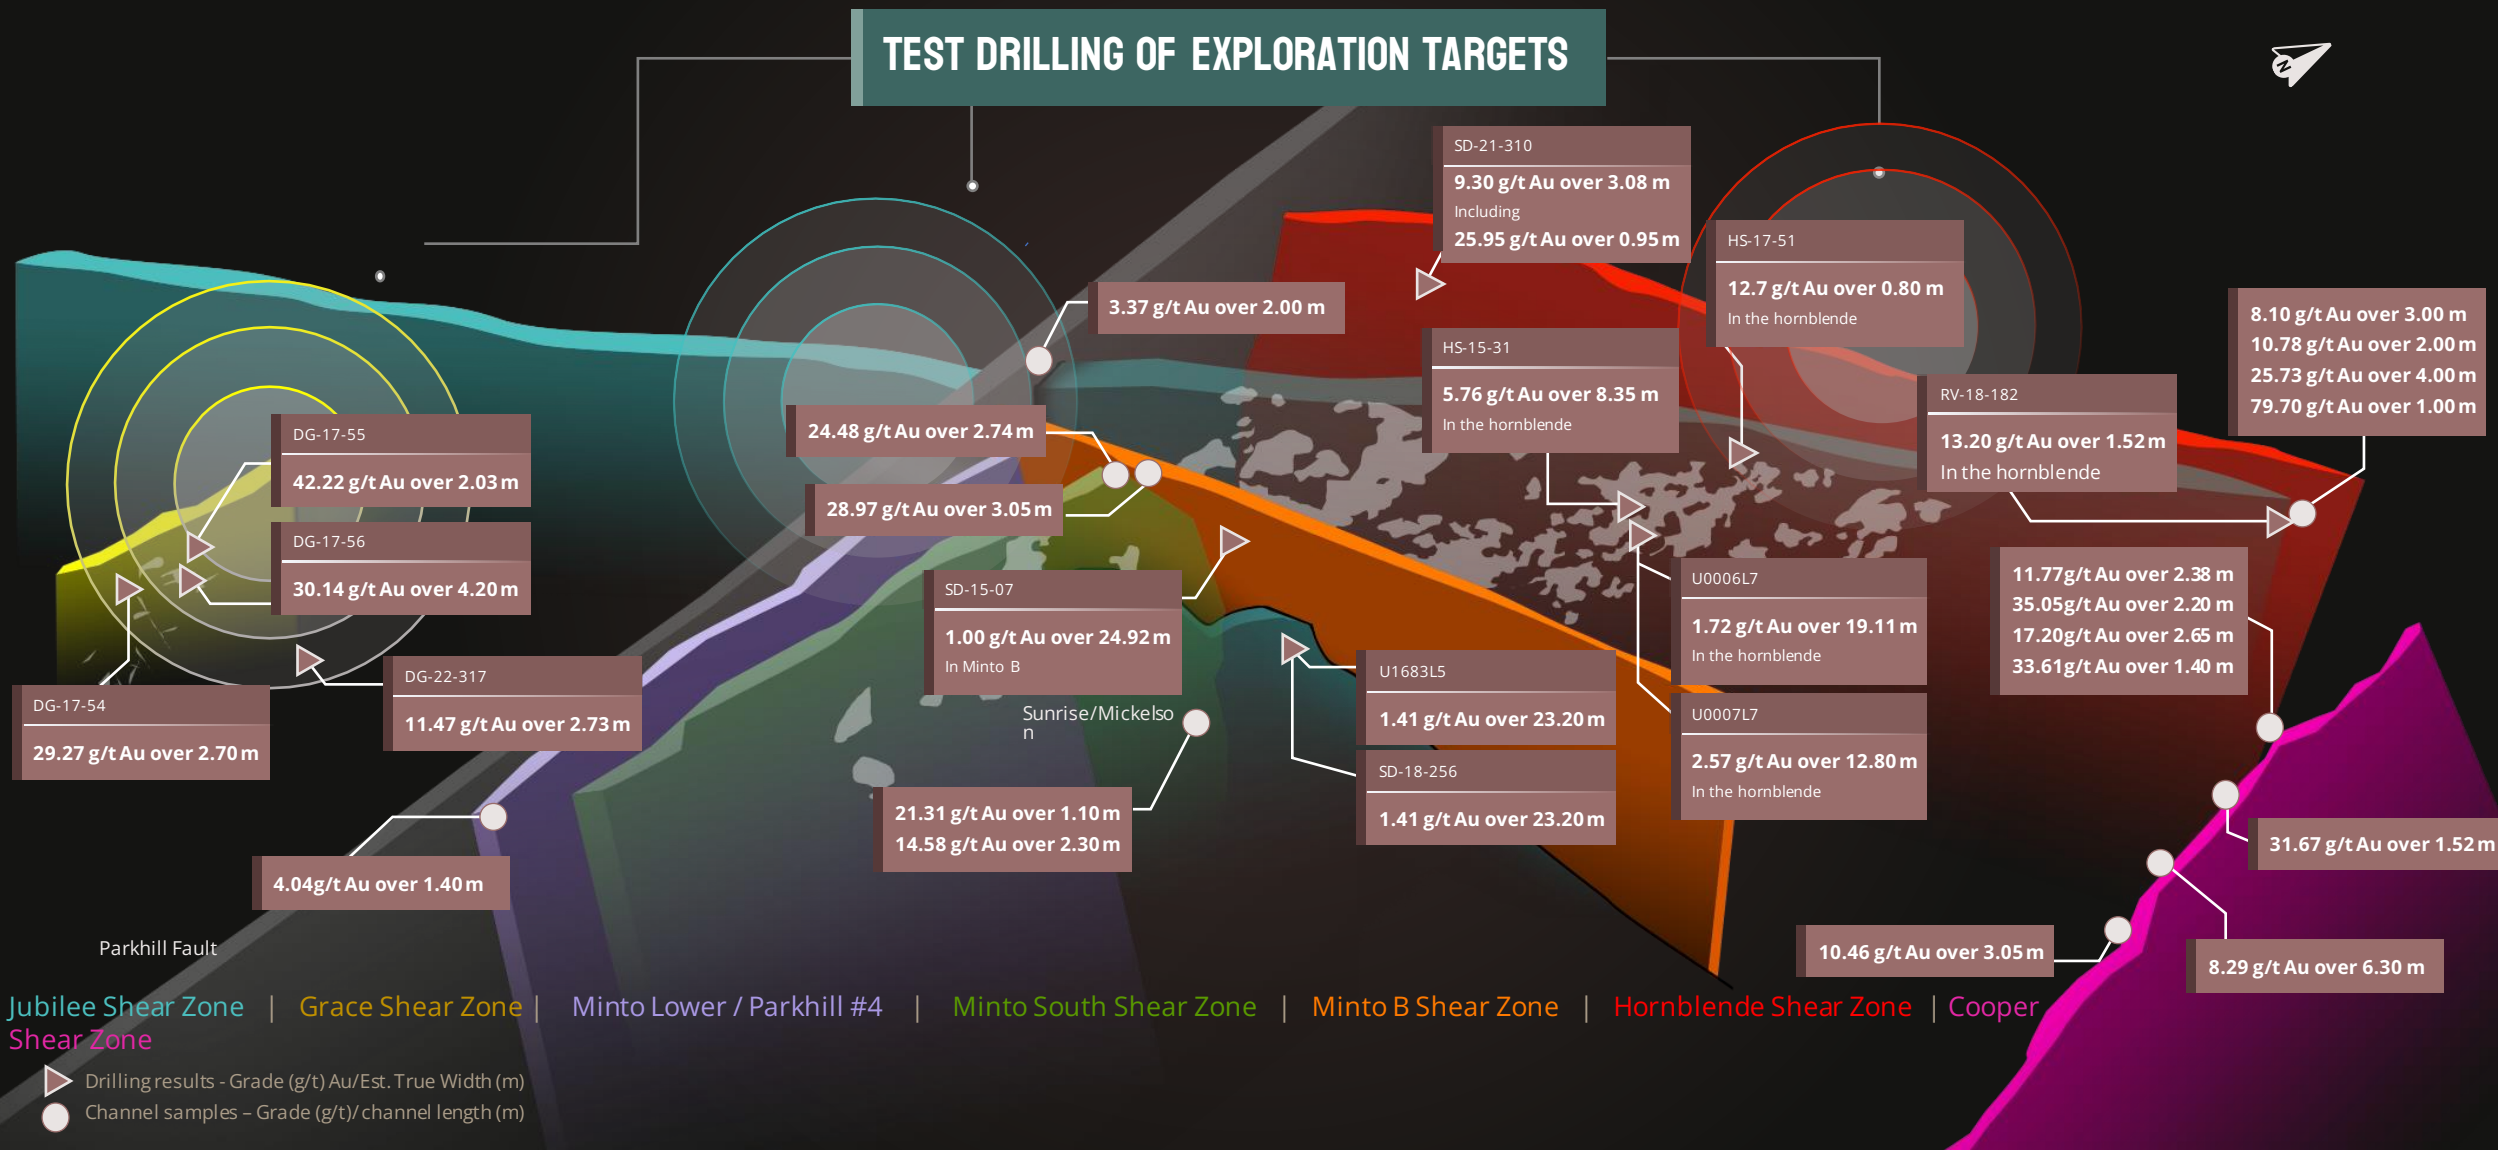 TEST DRILLING OF EXPLORATION TARGETS
Z
SD-21-310
9.30 g/t Au over 3.08 m
Including
25.95 g/t Au over 0.95 m
HS-17-51
12.7 g/t Au over 0.80 m
In the hornblende
3.37 g/t Au over 2.00 m
8.10 g/t Au over 3.00 m
10.78 g/t Au over 2.00 m
25.73 g/t Au over 4.00 m
79.70 g/t Au over 1.00 m
HS-15-31
5.76 g/t Au over 8.35 m
In the hornblende
RV-18-182
13.20 g/t Au over 1.52 m
In the hornblende
DG-17-55
42.22 g/t Au over 2.03 m
24.48 g/t Au over 2.74 m
28.97 g/t Au over 3.05 m
DG-17-56
30.14 g/t Au over 4.20 m
SD-15-07
1.00 g/t Au over 24.92 m
In Minto B
U0006L7
1.72 g/t Au over 19.11 m
In the hornblende
11.77g/t Au over 2.38 m
35.05g/t Au over 2.20 m
17.20g/t Au over 2.65 m
33.61g/t Au over 1.40 m
DG-22-317
11.47 g/t Au over 2.73 m
DG-17-54
29.27 g/t Au over 2.70 m
U1683L5
1.41 g/t Au over 23.20 m
Sunrise/Mickelso
n
U0007L7
2.57 g/t Au over 12.80 m
In the hornblende
SD-18-256
1.41 g/t Au over 23.20 m
21.31 g/t Au over 1.10 m
14.58 g/t Au over 2.30 m
31.67 g/t Au over 1.52 m
4.04g/t Au over 1.40 m
10.46 g/t Au over 3.05 m
8.29 g/t Au over 6.30 m
Parkhill Fault
Jubilee Shear Zone | Grace Shear Zone | Minto Lower / Parkhill #4 | Minto South Shear Zone | Minto B Shear Zone | Hornblende Shear Zone | Cooper
Shear Zone
Drilling results - Grade (g/t) Au/Est. True Width (m)
Channel samples – Grade (g/t)/ channel length (m)